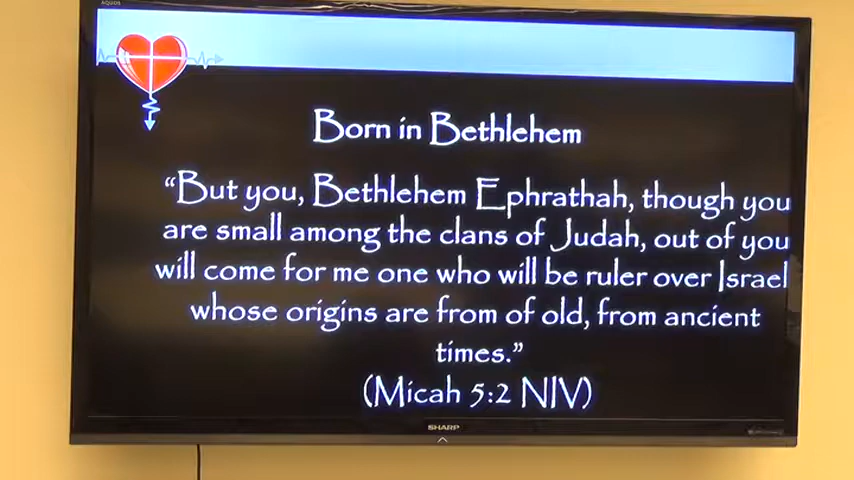 AQUOS
Born in Bethlehem
“But you, Bethlehem Ephrathah, though you
are small among the clans of Judah, out of you
will come for me one who will be ruler over Israel
whose origins are from of old, from ancient
times.”
(Micah 5:2 NIV)
SHARP